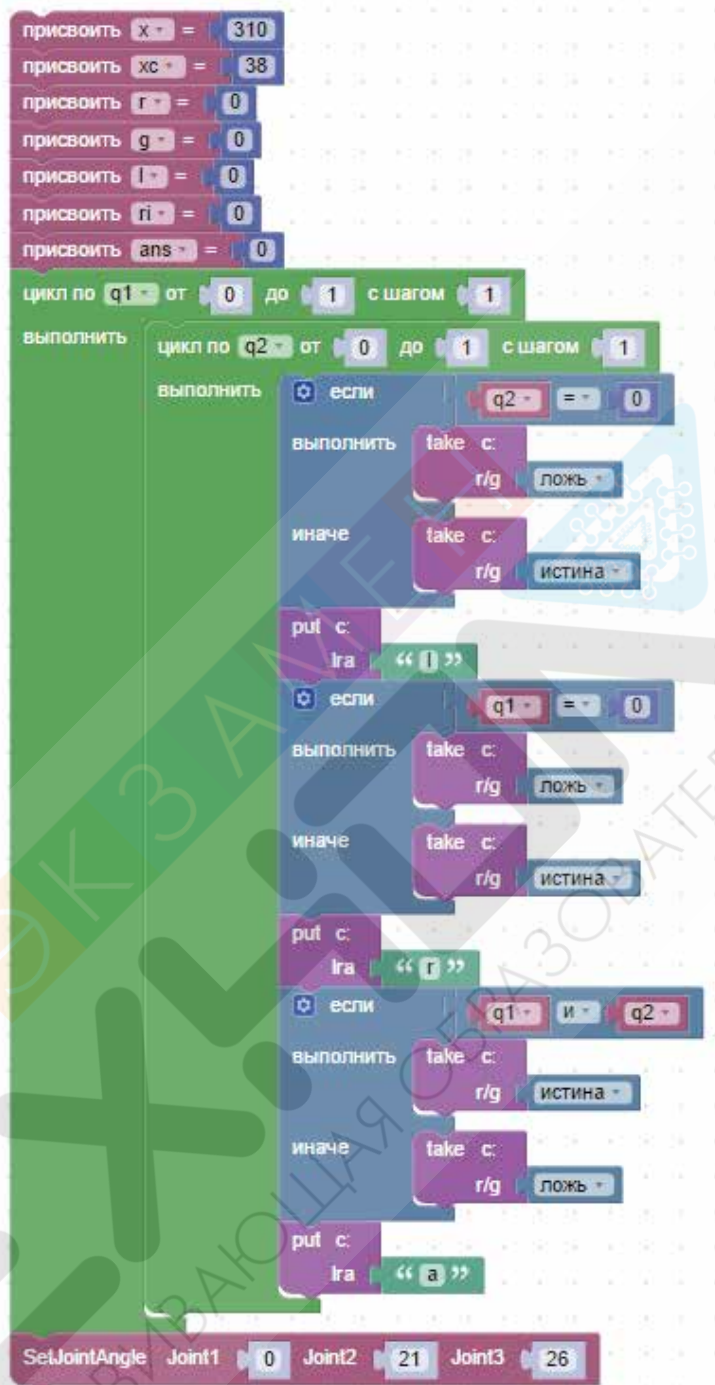 присвоить x = 310
присвоить xc = 38
присвоить r = 0
присвоить g = 0
присвоить l = 0
присвоить ri = 0
присвоить ans = 0
цикл по q1 от 0 до 1 с шагом 1
выполнить цикл по q2 от 0 до 1 с шагом 1
выполнить если q2 = 0
выполнить take с:
r/g ложь
иначе take с:
r/g истина
put с:
lra “ l ”
если q1 = 0
выполнить take с:
r/g ложь
иначе take с:
r/g истина
put с:
lra “ r ”
если q1 и q2
выполнить take с:
r/g истина
иначе take с:
r/g ложь
put с:
lra “ a ”
SetJointAngle Joint1 0 Joint2 21 Joint3 26
ЭКЗАМЕН